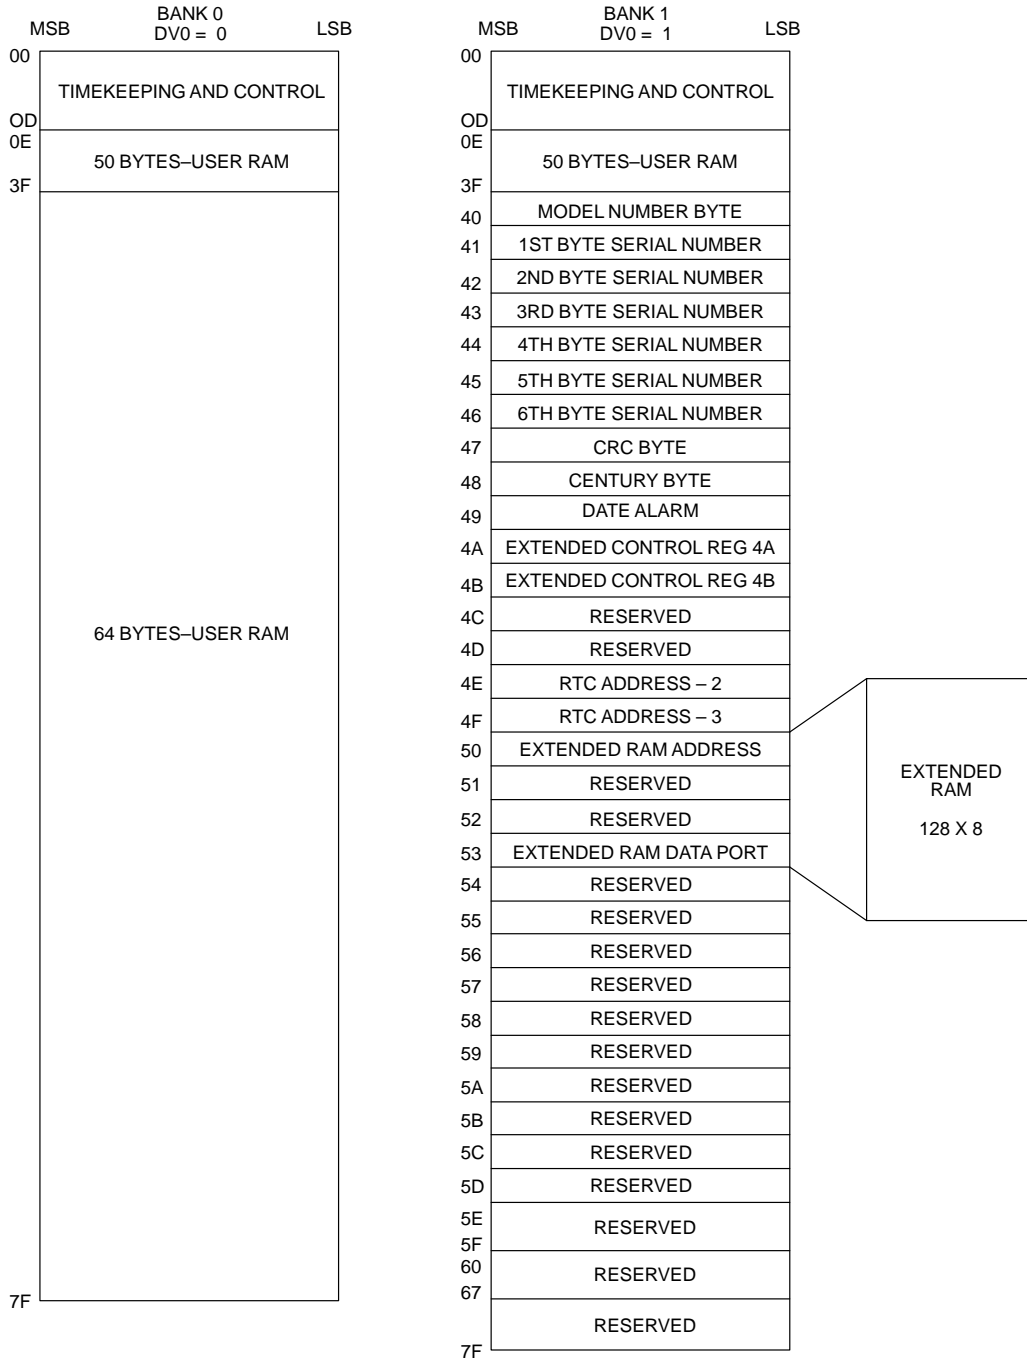 BANK 0
MSB DV0 = 0 LSB
00
TIMEKEEPING AND CONTROL
OD
0E
50 BYTES–USER RAM
3F
64 BYTES–USER RAM
7F
BANK 1
MSB DV0 = 1 LSB
00
TIMEKEEPING AND CONTROL
OD
0E
50 BYTES–USER RAM
3F
40 MODEL NUMBER BYTE
41 1ST BYTE SERIAL NUMBER
42 2ND BYTE SERIAL NUMBER
43 3RD BYTE SERIAL NUMBER
44 4TH BYTE SERIAL NUMBER
45 5TH BYTE SERIAL NUMBER
46 6TH BYTE SERIAL NUMBER
47 CRC BYTE
48 CENTURY BYTE
49 DATE ALARM
4A EXTENDED CONTROL REG 4A
4B EXTENDED CONTROL REG 4B
4C RESERVED
4D RESERVED
4E RTC ADDRESS – 2
4F RTC ADDRESS – 3
50 EXTENDED RAM ADDRESS
51 RESERVED
52 RESERVED
53 EXTENDED RAM DATA PORT
54 RESERVED
55 RESERVED
56 RESERVED
57 RESERVED
58 RESERVED
59 RESERVED
5A RESERVED
5B RESERVED
5C RESERVED
5D RESERVED
5E
RESERVED
5F
60
RESERVED
67
RESERVED
7F
EXTENDED
RAM
128 X 8